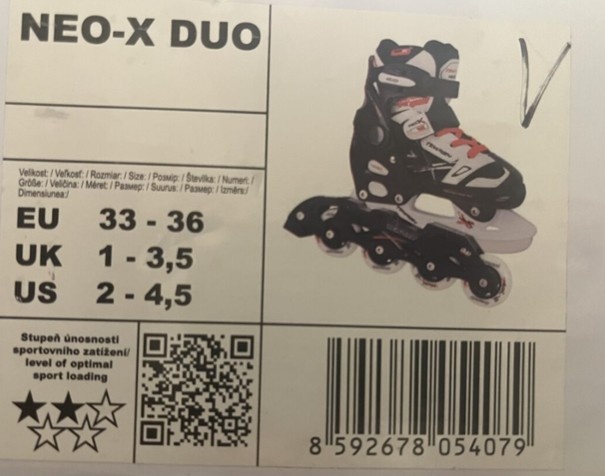 NEO-X DUO
Velikost: / Veľkosť: / Rozmiar: / Size: / Розмір: / Številka: / Numeri: /
Größe: / Veličina: / Méret: / Размер: / Suurus: / Размер: / Izmērs:/
Dimensiunea:/
EU 33 - 36
UK 1 - 3,5
US 2 - 4,5
Stupeň únosnosti
sportovního zatížení/
level of optimal
sport loading
8 592678 054079